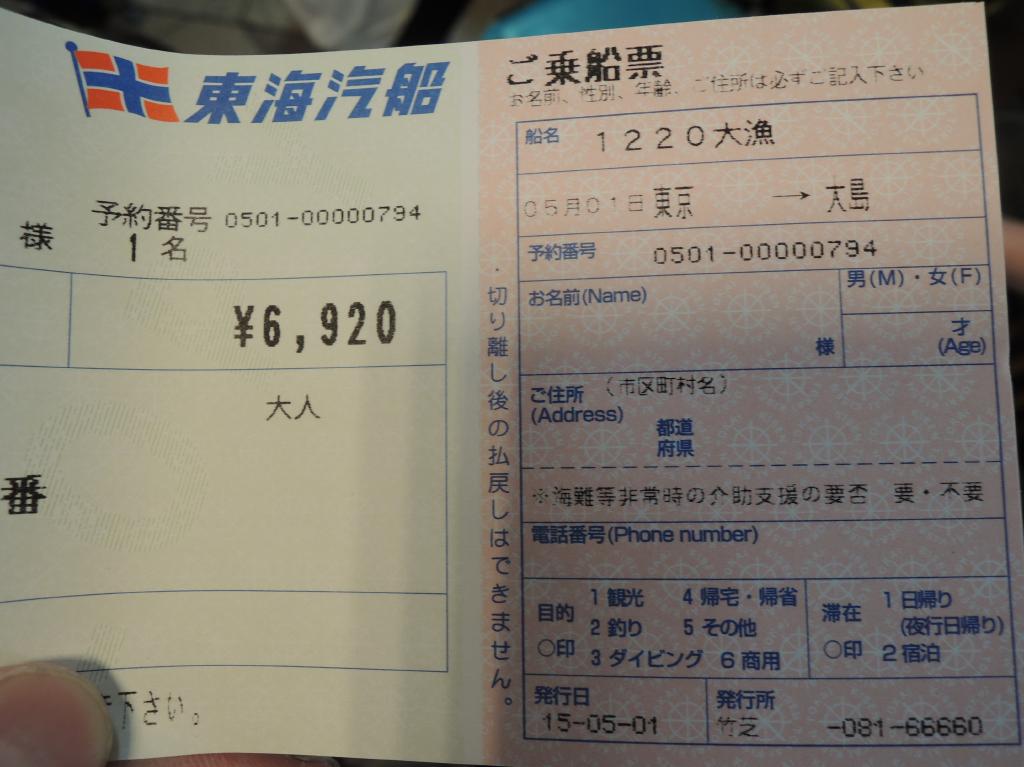 東海汽船
予約番号 0501-00000794
様 1 名
¥6,920
大人
番
下さい。
・切り離し後の払戻しはできません。
ご乗船票
お名前、性別、年齢、ご住所は必ずご記入下さい
船名 1220大漁
05月01日 東京 → 大島
予約番号 0501-00000794
お名前(Name) 様
男(M)・女(F)
才
(Age)
ご住所 (市区町村名)
(Address)
都道
府県
※海難等非常時の介助支援の要否 要・不要
電話番号(Phone number)
目的 ○印
1 観光 4 帰宅・帰省
2 釣り 5 その他
3 ダイビング 6 商用
滞在 ○印
1 日帰り
(夜行日帰り)
2 宿泊
発行日
15-05-01
発行所
竹芝 -081-66660